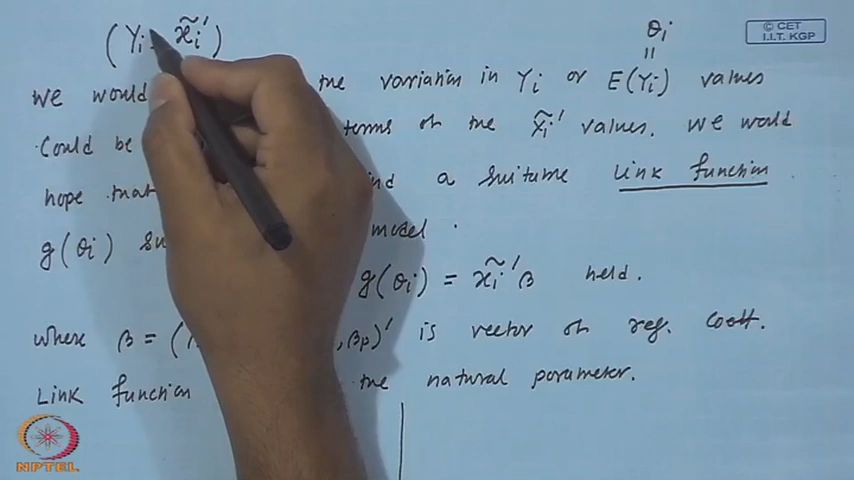 (Yi, x̃i′) θi
© CET
I.I.T. KGP
we would the variation in Yi or E(Yi) values
Could be terms of the x̃i′ values. we would
hope that a suitable Link function.
g(θi) model.
g(θi) = x̃i′β held.
where β = ( , βp)′ is vector of reg. Coeff.
Link function the natural parameter.
NPTEL